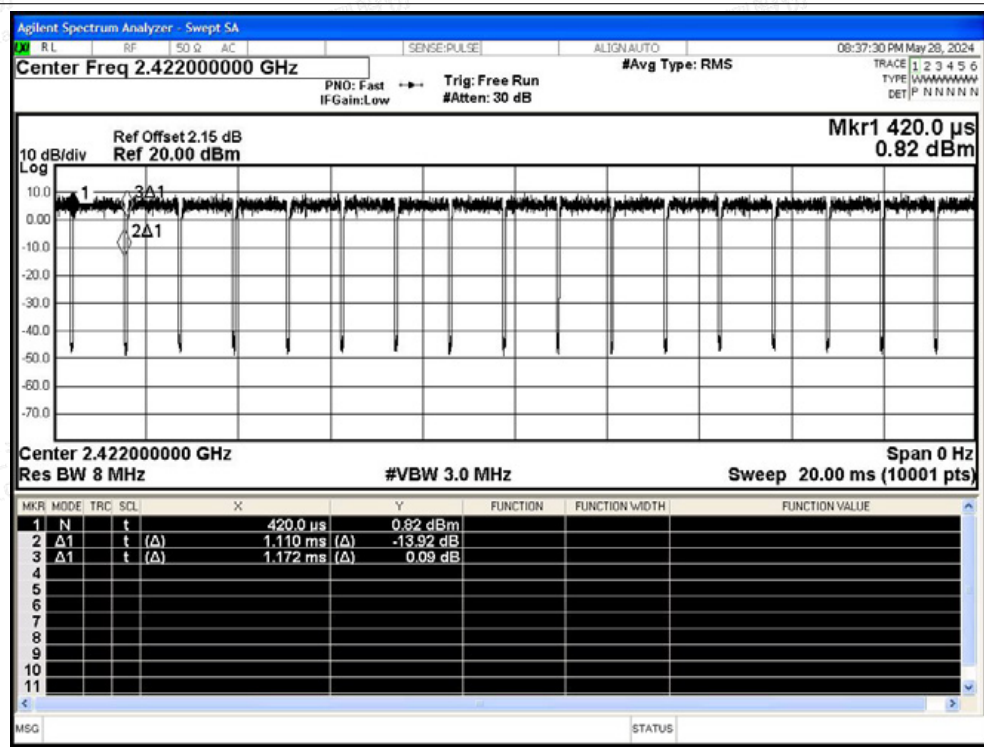 Agilent Spectrum Analyzer - Swept SA
LXI RL RF 50 Ω AC SENSE:PULSE ALIGN AUTO 08:37:30 PM May 28, 2024
Center Freq 2.422000000 GHz #Avg Type: RMS TRACE 1 2 3 4 5 6
PNO: Fast Trig: Free Run TYPE WWWWWW
IFGain:Low #Atten: 30 dB DET P N N N N N
Mkr1 420.0 µs
Ref Offset 2.15 dB
10 dB/div Ref 20.00 dBm 0.82 dBm
Log
10.0
1 3Δ1
0.00
2Δ1
-10.0
-20.0
-30.0
-40.0
-50.0
-60.0
-70.0
Center 2.422000000 GHz Span 0 Hz
Res BW 8 MHz #VBW 3.0 MHz Sweep 20.00 ms (10001 pts)
MKR MODE TRC SCL X Y FUNCTION FUNCTION WIDTH FUNCTION VALUE
1 N t 420.0 µs 0.82 dBm
2 Δ1 t (Δ) 1.110 ms (Δ) -13.92 dB
3 Δ1 t (Δ) 1.172 ms (Δ) 0.09 dB
4
5
6
7
8
9
10
11
MSG STATUS